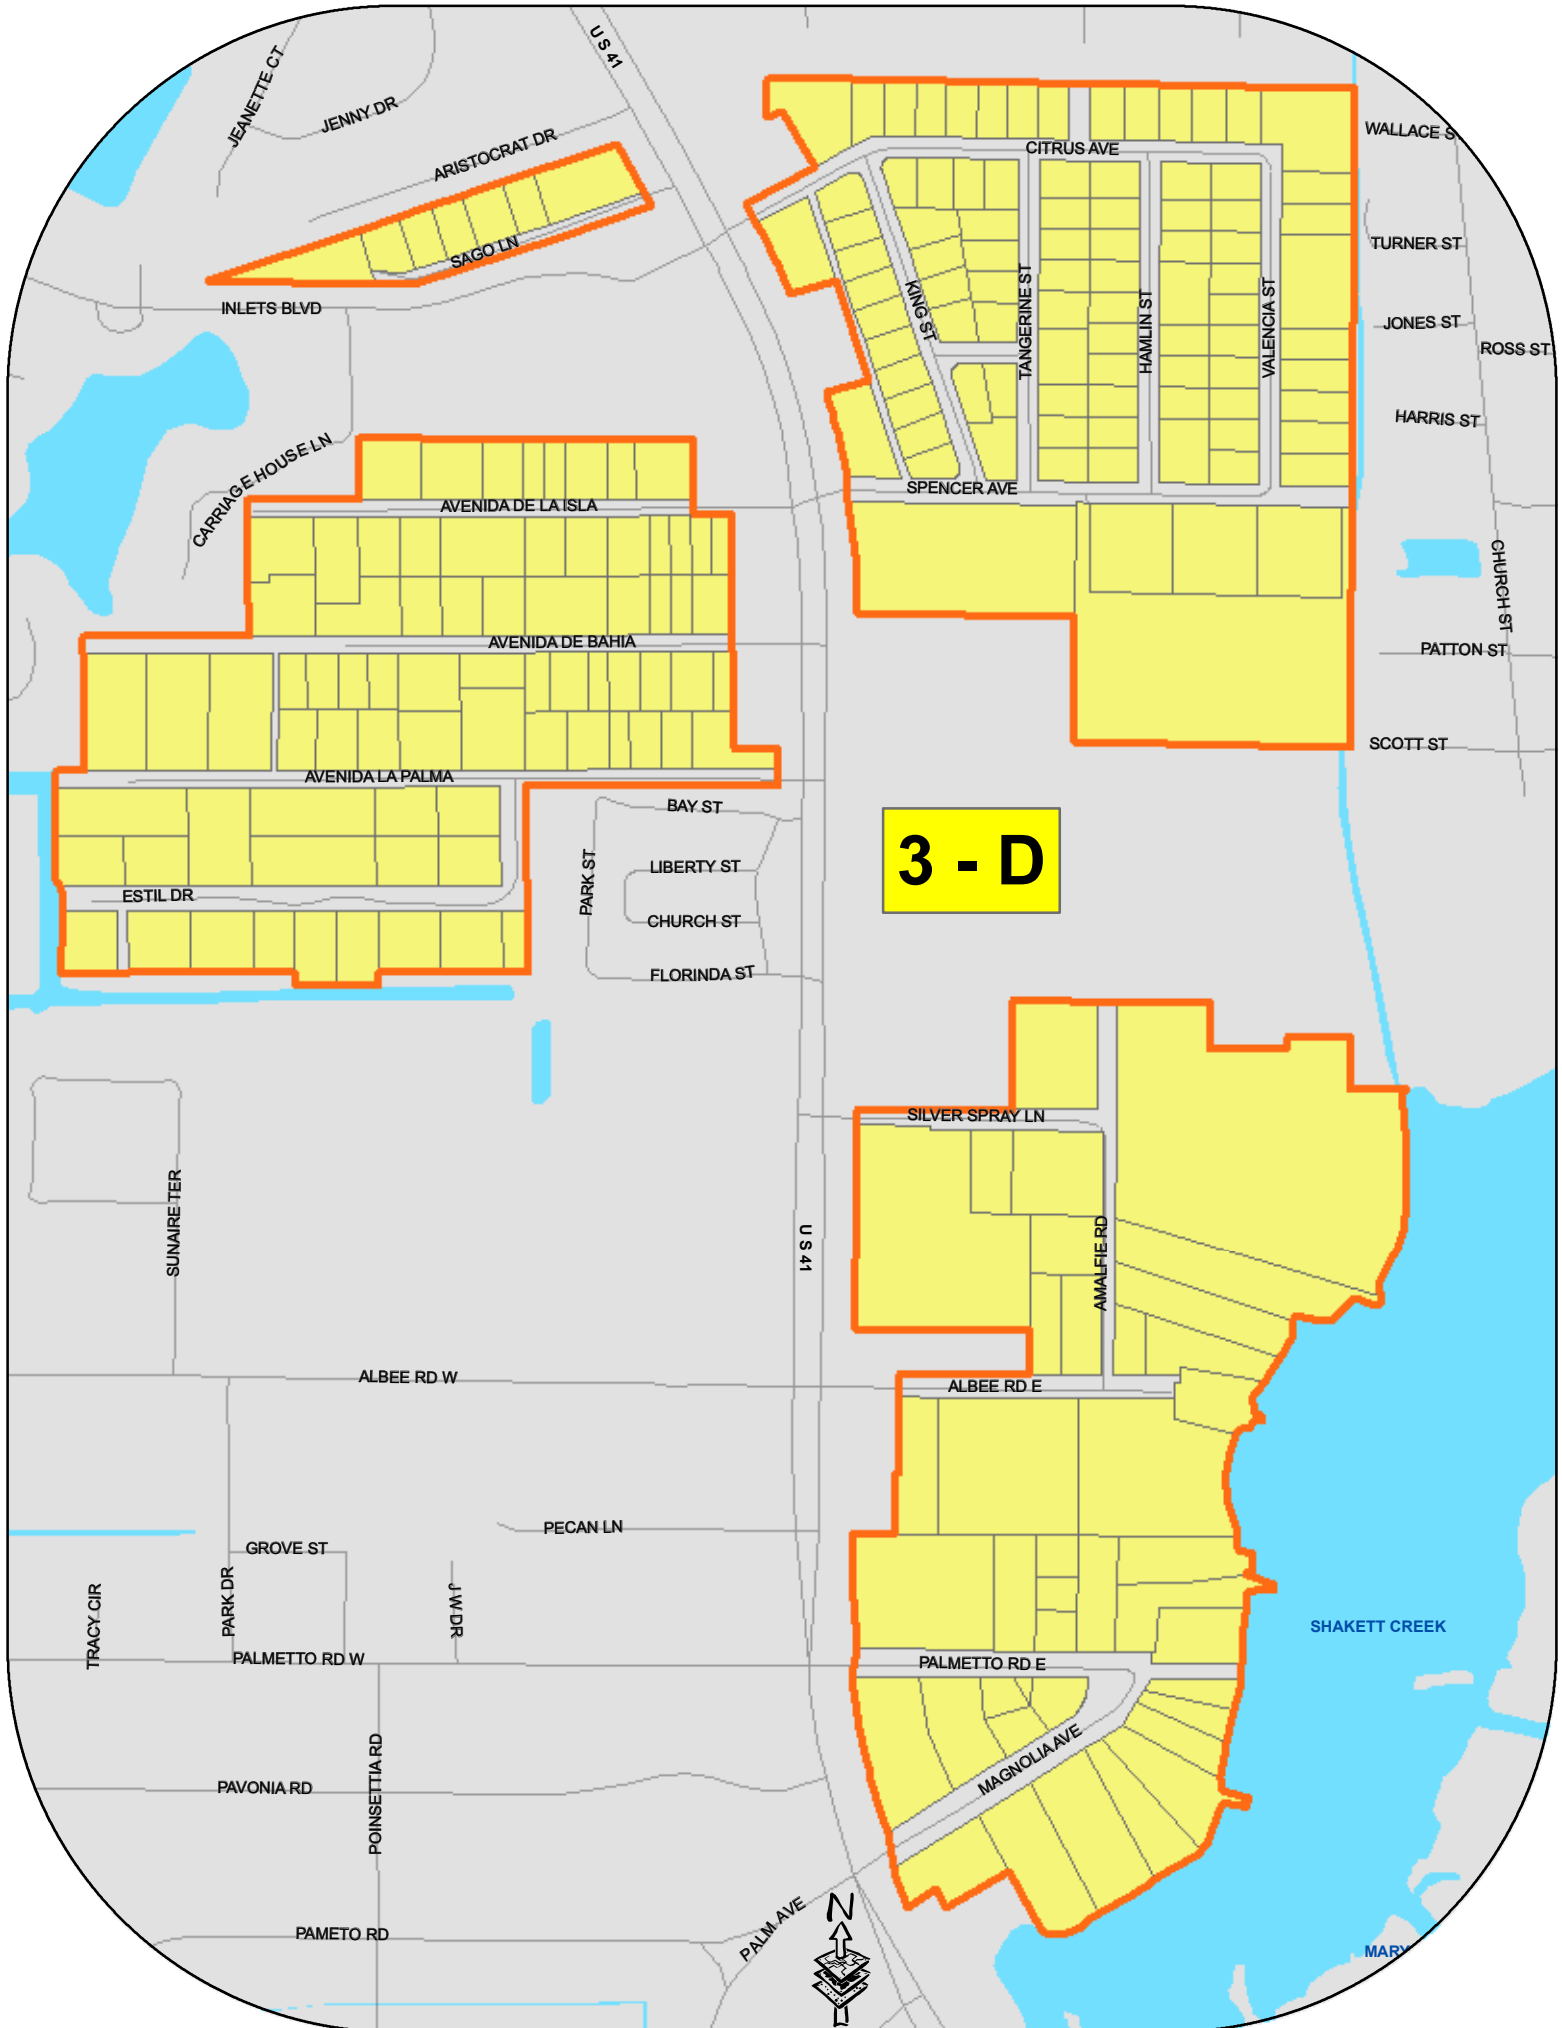 U S 41
JEANETTE CT
JENNY DR
ARISTOCRAT DR
SAGO LN
INLETS BLVD
CITRUS AVE
WALLACE S
TURNER ST
KING ST
TANGERINE ST
HAMLIN ST
VALENCIA ST
JONES ST
ROSS ST
HARRIS ST
CARRIAGE HOUSE LN
AVENIDA DE LA ISLA
SPENCER AVE
CHURCH ST
AVENIDA DE BAHIA
PATTON ST
SCOTT ST
AVENIDA LA PALMA
BAY ST
3 - D
PARK ST
LIBERTY ST
ESTIL DR
CHURCH ST
FLORINDA ST
SILVER SPRAY LN
SUNAIRE TER
U S 41
AMALFIE RD
ALBEE RD W
ALBEE RD E
PECAN LN
GROVE ST
TRACY CIR
PARK DR
J W DR
SHAKETT CREEK
PALMETTO RD W
PALMETTO RD E
MAGNOLIA AVE
PAVONIA RD
POINSETTIA RD
PAMETO RD
PALM AVE
N
MARY